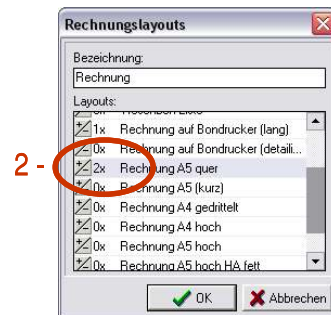 Rechnungslayouts
Bezeichnung:
Rechnung
Layouts:
1x Rechnung auf Bondrucker (lang)
0x Rechnung auf Bondrucker (detaili...
2 - 2x Rechnung A5 quer
0x Rechnung A5 (kurz)
0x Rechnung A4 gedrittelt
0x Rechnung A4 hoch
0x Rechnung A5 hoch
0x Rechnung A5 hoch HA fett
OK Abbrechen